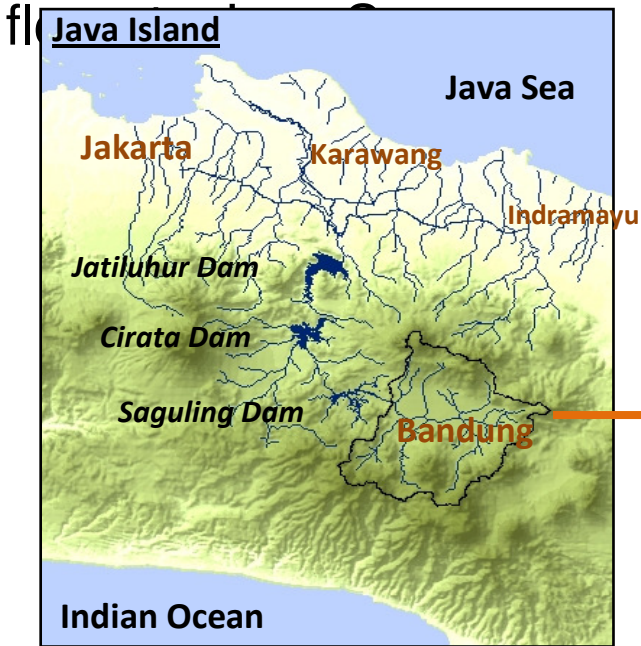 Java Island
Java Sea
Jakarta
Karawang
Indramayu
Jatiluhur Dam
Cirata Dam
Saguling Dam
Bandung
Indian Ocean